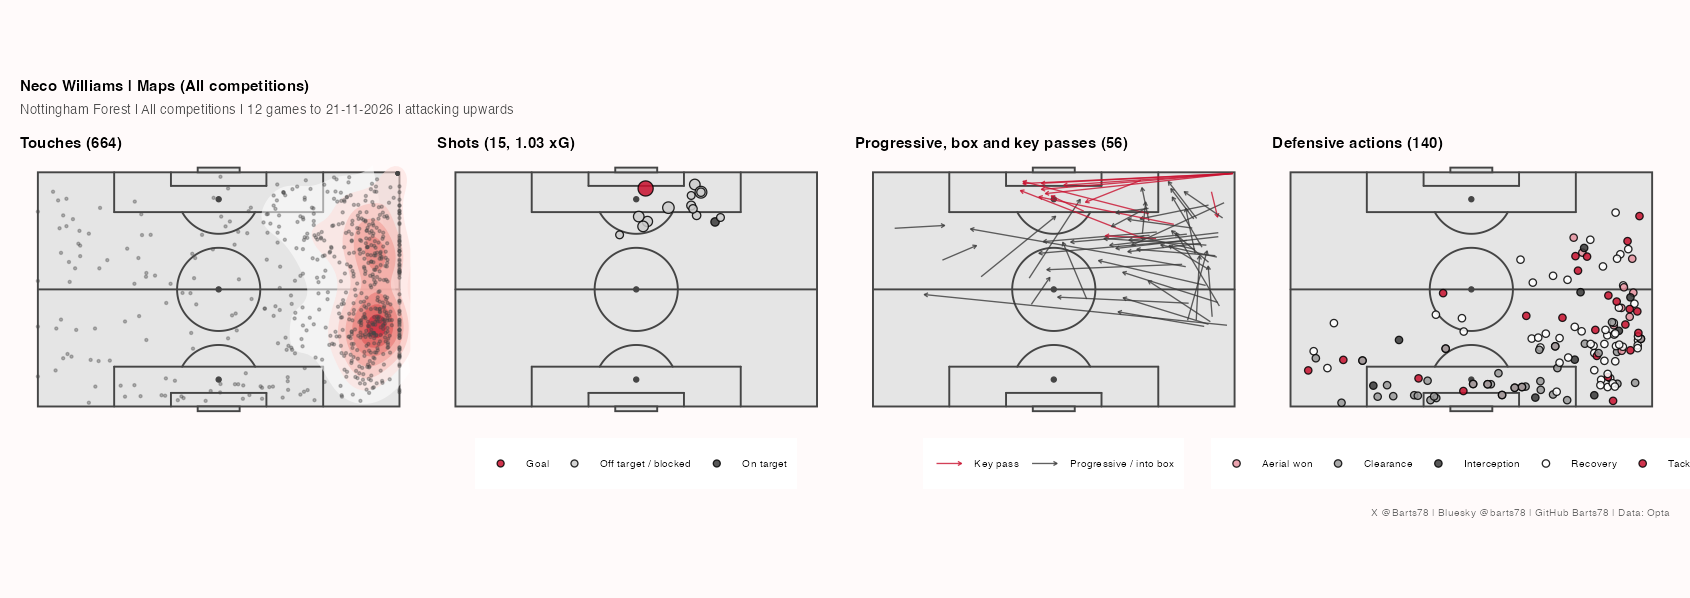 Neco Williams | Maps (All competitions)
Nottingham Forest | All competitions | 12 games to 21-11-2026 | attacking upwards
Touches (664)
Shots (15, 1.03 xG)
Progressive, box and key passes (56)
Defensive actions (140)
Goal
Off target / blocked
On target
Key pass
Progressive / into box
Aerial won
Clearance
Interception
Recovery
Tack
X @Barts78 | Bluesky @barts78 | GitHub Barts78 | Data: Opta